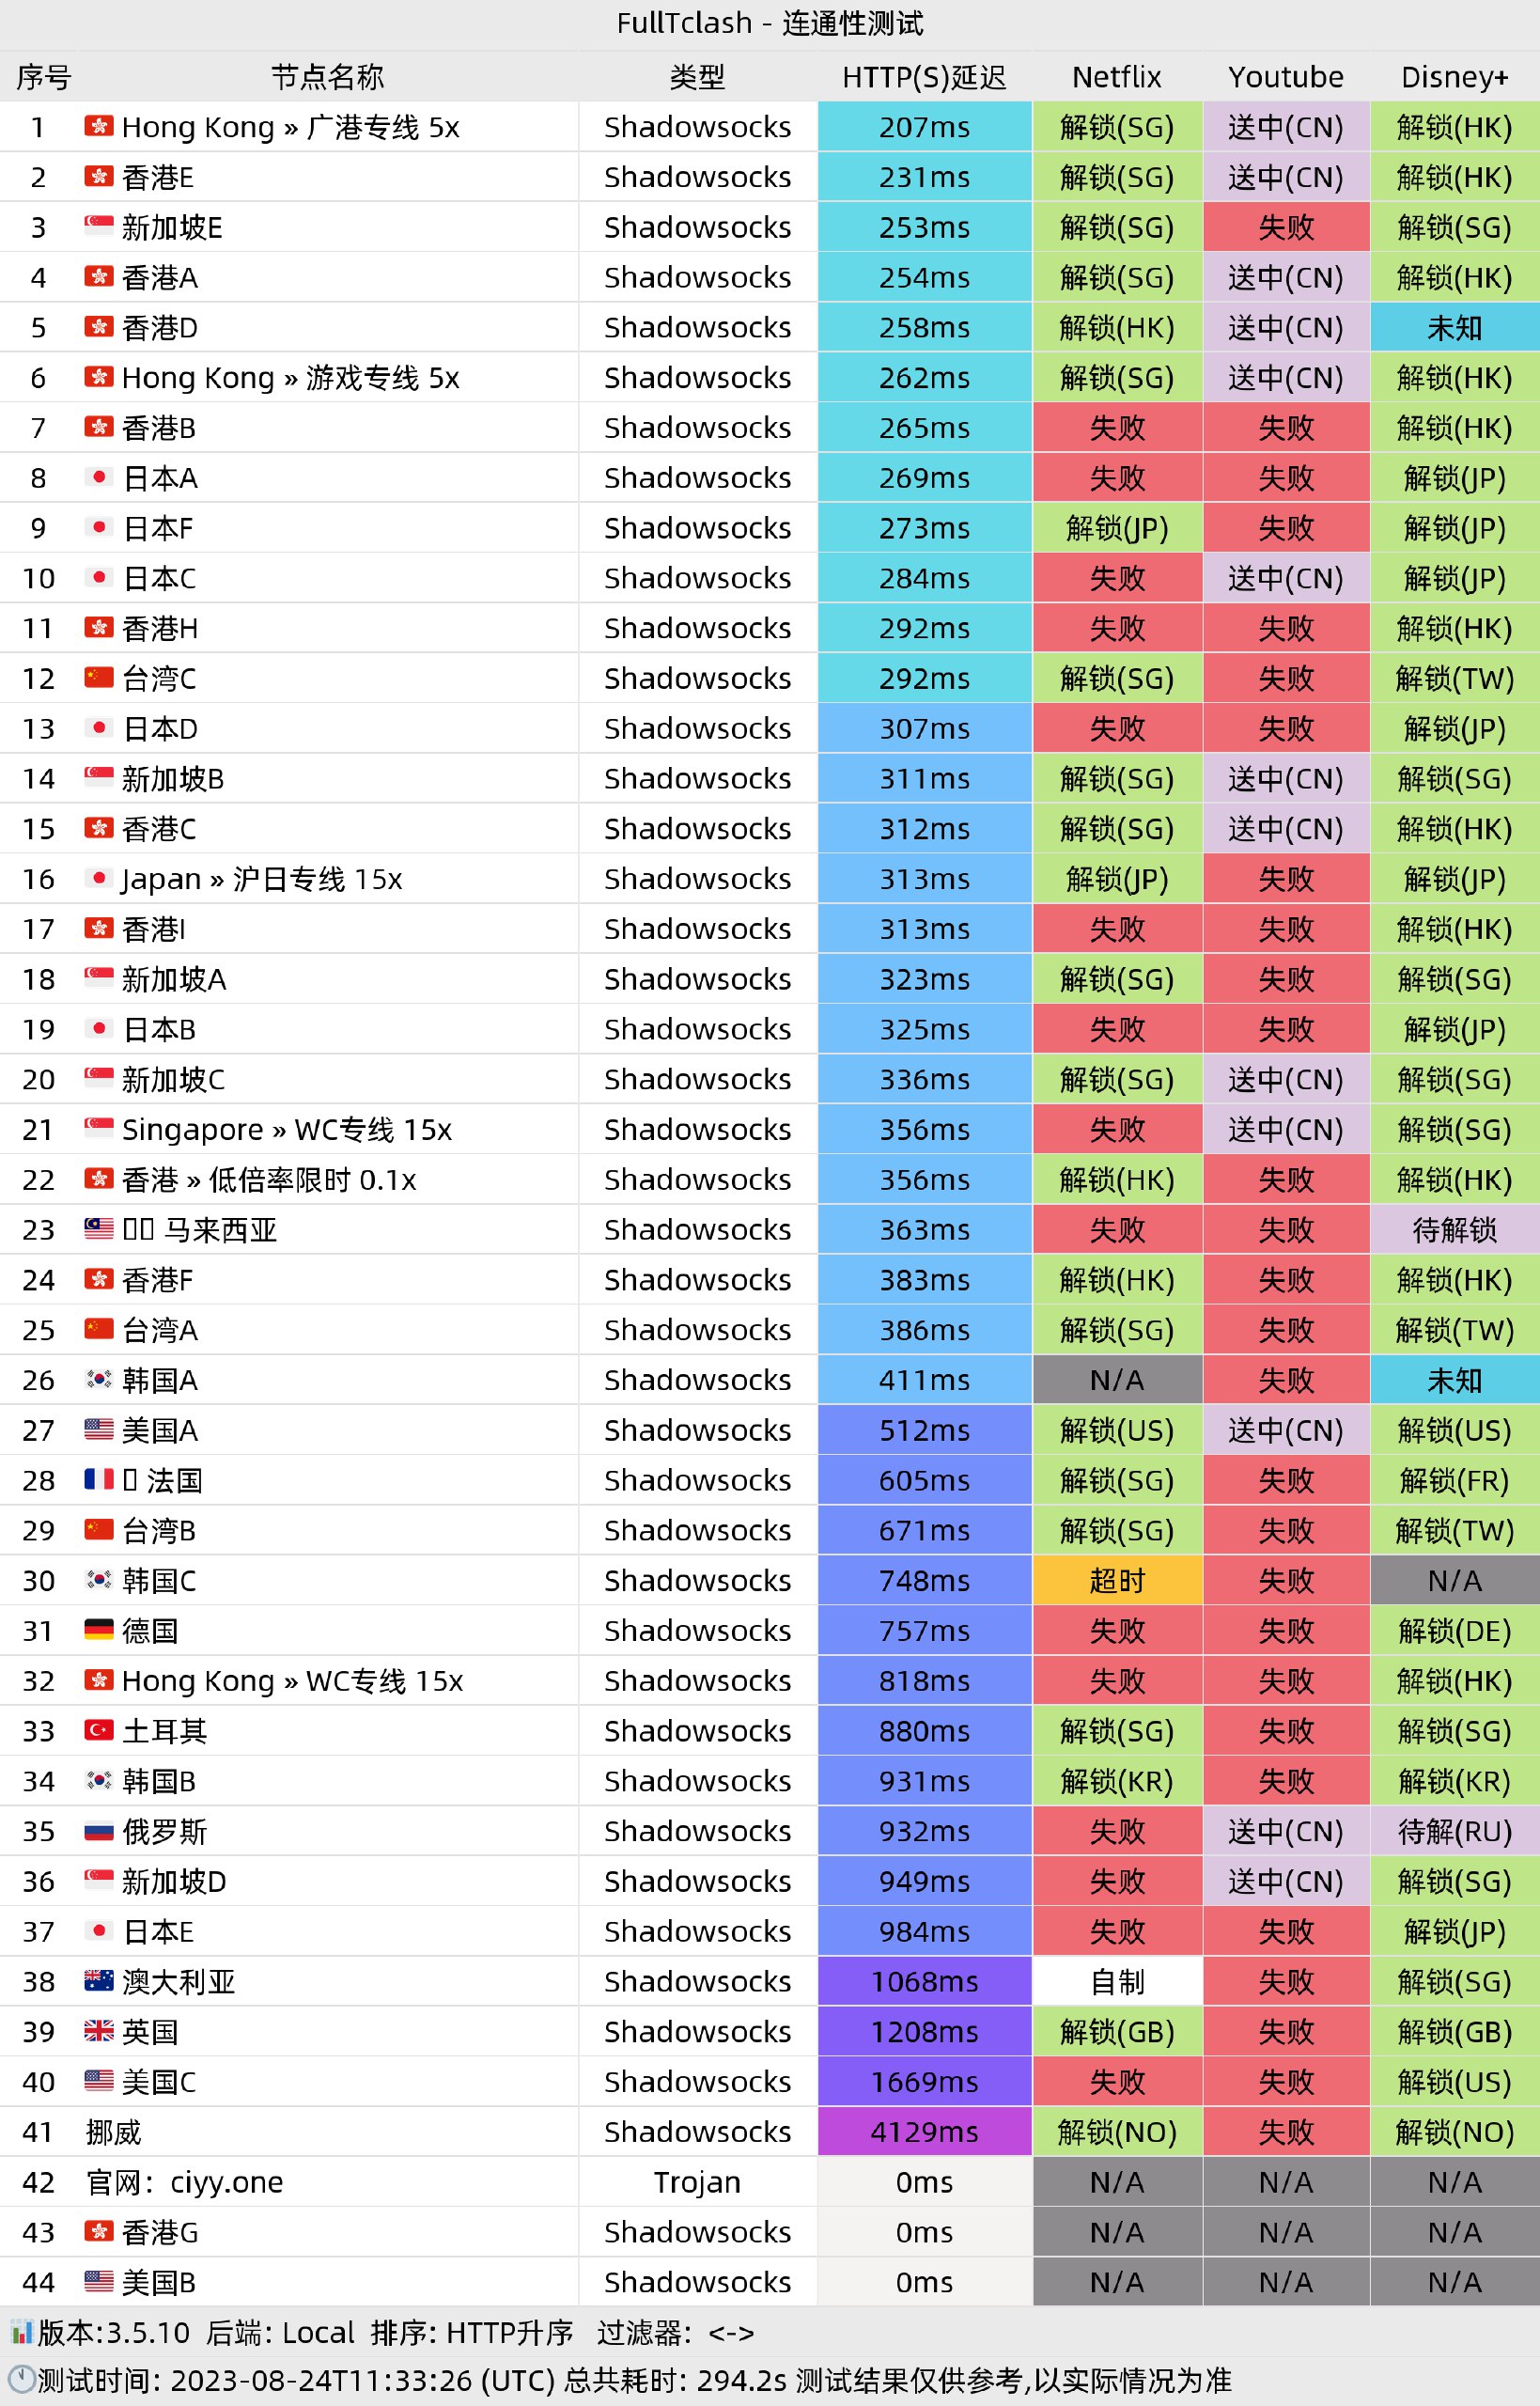 FullTclash - 连通性测试
序号 节点名称 类型 HTTP(S)延迟 Netflix Youtube Disney+
1 Hong Kong » 广港专线 5x Shadowsocks 207ms 解锁(SG) 送中(CN) 解锁(HK)
2 香港E Shadowsocks 231ms 解锁(SG) 送中(CN) 解锁(HK)
3 新加坡E Shadowsocks 253ms 解锁(SG) 失败 解锁(SG)
4 香港A Shadowsocks 254ms 解锁(SG) 送中(CN) 解锁(HK)
5 香港D Shadowsocks 258ms 解锁(HK) 送中(CN) 未知
6 Hong Kong » 游戏专线 5x Shadowsocks 262ms 解锁(SG) 送中(CN) 解锁(HK)
7 香港B Shadowsocks 265ms 失败 失败 解锁(HK)
8 日本A Shadowsocks 269ms 失败 失败 解锁(JP)
9 日本F Shadowsocks 273ms 解锁(JP) 失败 解锁(JP)
10 日本C Shadowsocks 284ms 失败 送中(CN) 解锁(JP)
11 香港H Shadowsocks 292ms 失败 失败 解锁(HK)
12 台湾C Shadowsocks 292ms 解锁(SG) 失败 解锁(TW)
13 日本D Shadowsocks 307ms 失败 失败 解锁(JP)
14 新加坡B Shadowsocks 311ms 解锁(SG) 送中(CN) 解锁(SG)
15 香港C Shadowsocks 312ms 解锁(SG) 送中(CN) 解锁(HK)
16 Japan » 沪日专线 15x Shadowsocks 313ms 解锁(JP) 失败 解锁(JP)
17 香港I Shadowsocks 313ms 失败 失败 解锁(HK)
18 新加坡A Shadowsocks 323ms 解锁(SG) 失败 解锁(SG)
19 日本B Shadowsocks 325ms 失败 失败 解锁(JP)
20 新加坡C Shadowsocks 336ms 解锁(SG) 送中(CN) 解锁(SG)
21 Singapore » WC专线 15x Shadowsocks 356ms 失败 送中(CN) 解锁(SG)
22 香港 » 低倍率限时 0.1x Shadowsocks 356ms 解锁(HK) 失败 解锁(HK)
23 马来西亚 Shadowsocks 363ms 失败 失败 待解锁
24 香港F Shadowsocks 383ms 解锁(HK) 失败 解锁(HK)
25 台湾A Shadowsocks 386ms 解锁(SG) 失败 解锁(TW)
26 韩国A Shadowsocks 411ms N/A 失败 未知
27 美国A Shadowsocks 512ms 解锁(US) 送中(CN) 解锁(US)
28 法国 Shadowsocks 605ms 解锁(SG) 失败 解锁(FR)
29 台湾B Shadowsocks 671ms 解锁(SG) 失败 解锁(TW)
30 韩国C Shadowsocks 748ms 超时 失败 N/A
31 德国 Shadowsocks 757ms 失败 失败 解锁(DE)
32 Hong Kong » WC专线 15x Shadowsocks 818ms 失败 失败 解锁(HK)
33 土耳其 Shadowsocks 880ms 解锁(SG) 失败 解锁(SG)
34 韩国B Shadowsocks 931ms 解锁(KR) 失败 解锁(KR)
35 俄罗斯 Shadowsocks 932ms 失败 送中(CN) 待解(RU)
36 新加坡D Shadowsocks 949ms 失败 送中(CN) 解锁(SG)
37 日本E Shadowsocks 984ms 失败 失败 解锁(JP)
38 澳大利亚 Shadowsocks 1068ms 自制 失败 解锁(SG)
39 英国 Shadowsocks 1208ms 解锁(GB) 失败 解锁(GB)
40 美国C Shadowsocks 1669ms 失败 失败 解锁(US)
41 挪威 Shadowsocks 4129ms 解锁(NO) 失败 解锁(NO)
42 官网：ciyy.one Trojan 0ms N/A N/A N/A
43 香港G Shadowsocks 0ms N/A N/A N/A
44 美国B Shadowsocks 0ms N/A N/A N/A
版本:3.5.10 后端: Local 排序: HTTP升序 过滤器: <->
测试时间: 2023-08-24T11:33:26 (UTC) 总共耗时: 294.2s 测试结果仅供参考,以实际情况为准